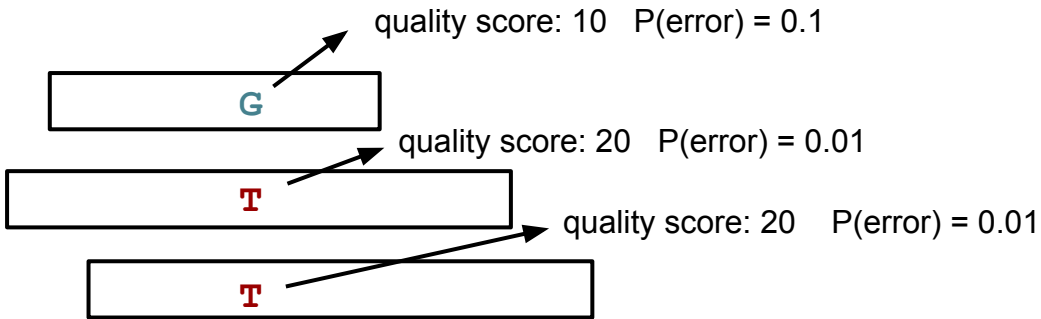 quality score: 10 P(error) = 0.1
G
quality score: 20 P(error) = 0.01
T
quality score: 20 P(error) = 0.01
T